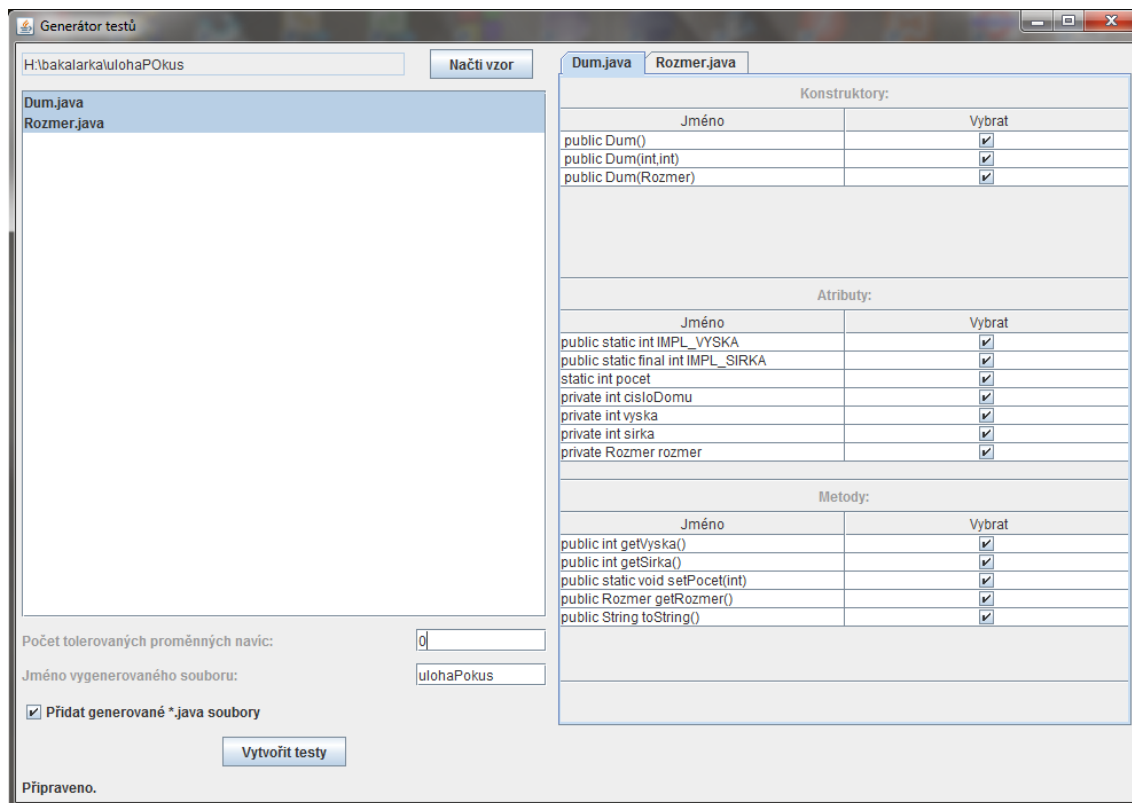 Generátor testů
H:\bakalarka\ulohaPOkus
Načti vzor
Dum.java
Rozmer.java
Počet tolerovaných proměnných navíc:
0
Jméno vygenerovaného souboru:
ulohaPokus
Přidat generované *.java soubory
Vytvořit testy
Připraveno.
Dum.java Rozmer.java
Konstruktory:
Jméno Vybrat
public Dum()
public Dum(int,int)
public Dum(Rozmer)
Atributy:
Jméno Vybrat
public static int IMPL_VYSKA
public static final int IMPL_SIRKA
static int pocet
private int cisloDomu
private int vyska
private int sirka
private Rozmer rozmer
Metody:
Jméno Vybrat
public int getVyska()
public int getSirka()
public static void setPocet(int)
public Rozmer getRozmer()
public String toString()